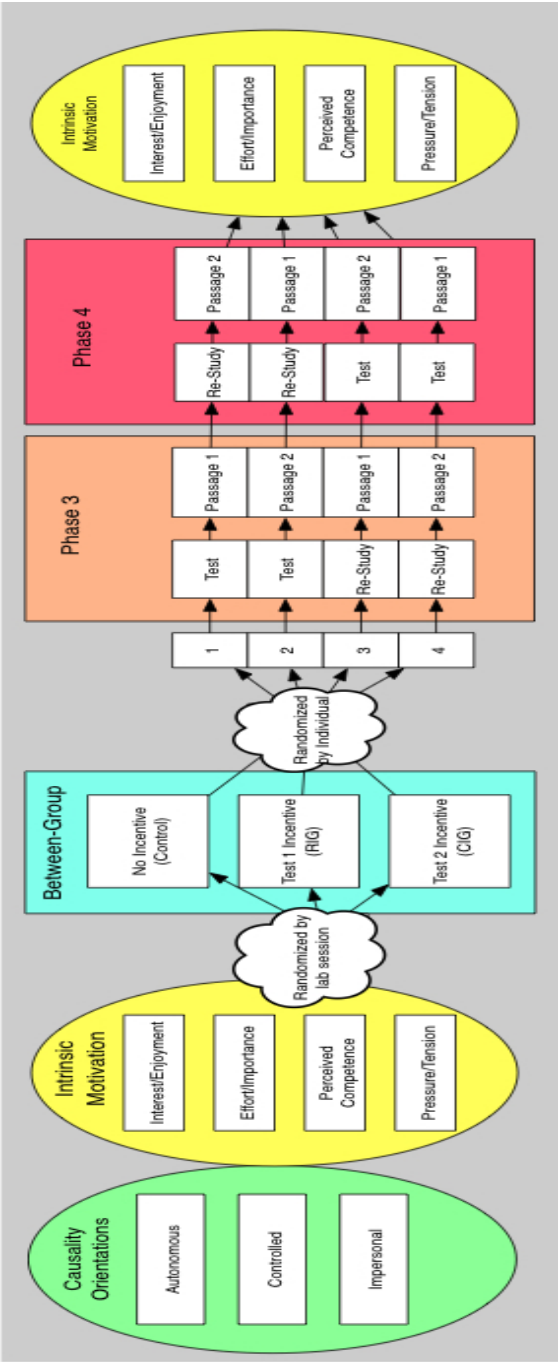 Causality
Orientations
Autonomous
Controlled
Impersonal
Intrinsic
Motivation
Interest/Enjoyment
Effort/Importance
Perceived
Competence
Pressure/Tension
Randomized by
lab session
Between-Group
No Incentive
(Control)
Test 1 Incentive
(RIG)
Test 2 Incentive
(CIG)
Randomized
by Individual
1
2
3
4
Phase 3
Test
Passage 1
Test
Passage 2
Re-Study
Passage 1
Re-Study
Passage 2
Phase 4
Re-Study
Passage 2
Re-Study
Passage 1
Test
Passage 2
Test
Passage 1
Intrinsic
Motivation
Interest/Enjoyment
Effort/Importance
Perceived
Competence
Pressure/Tension